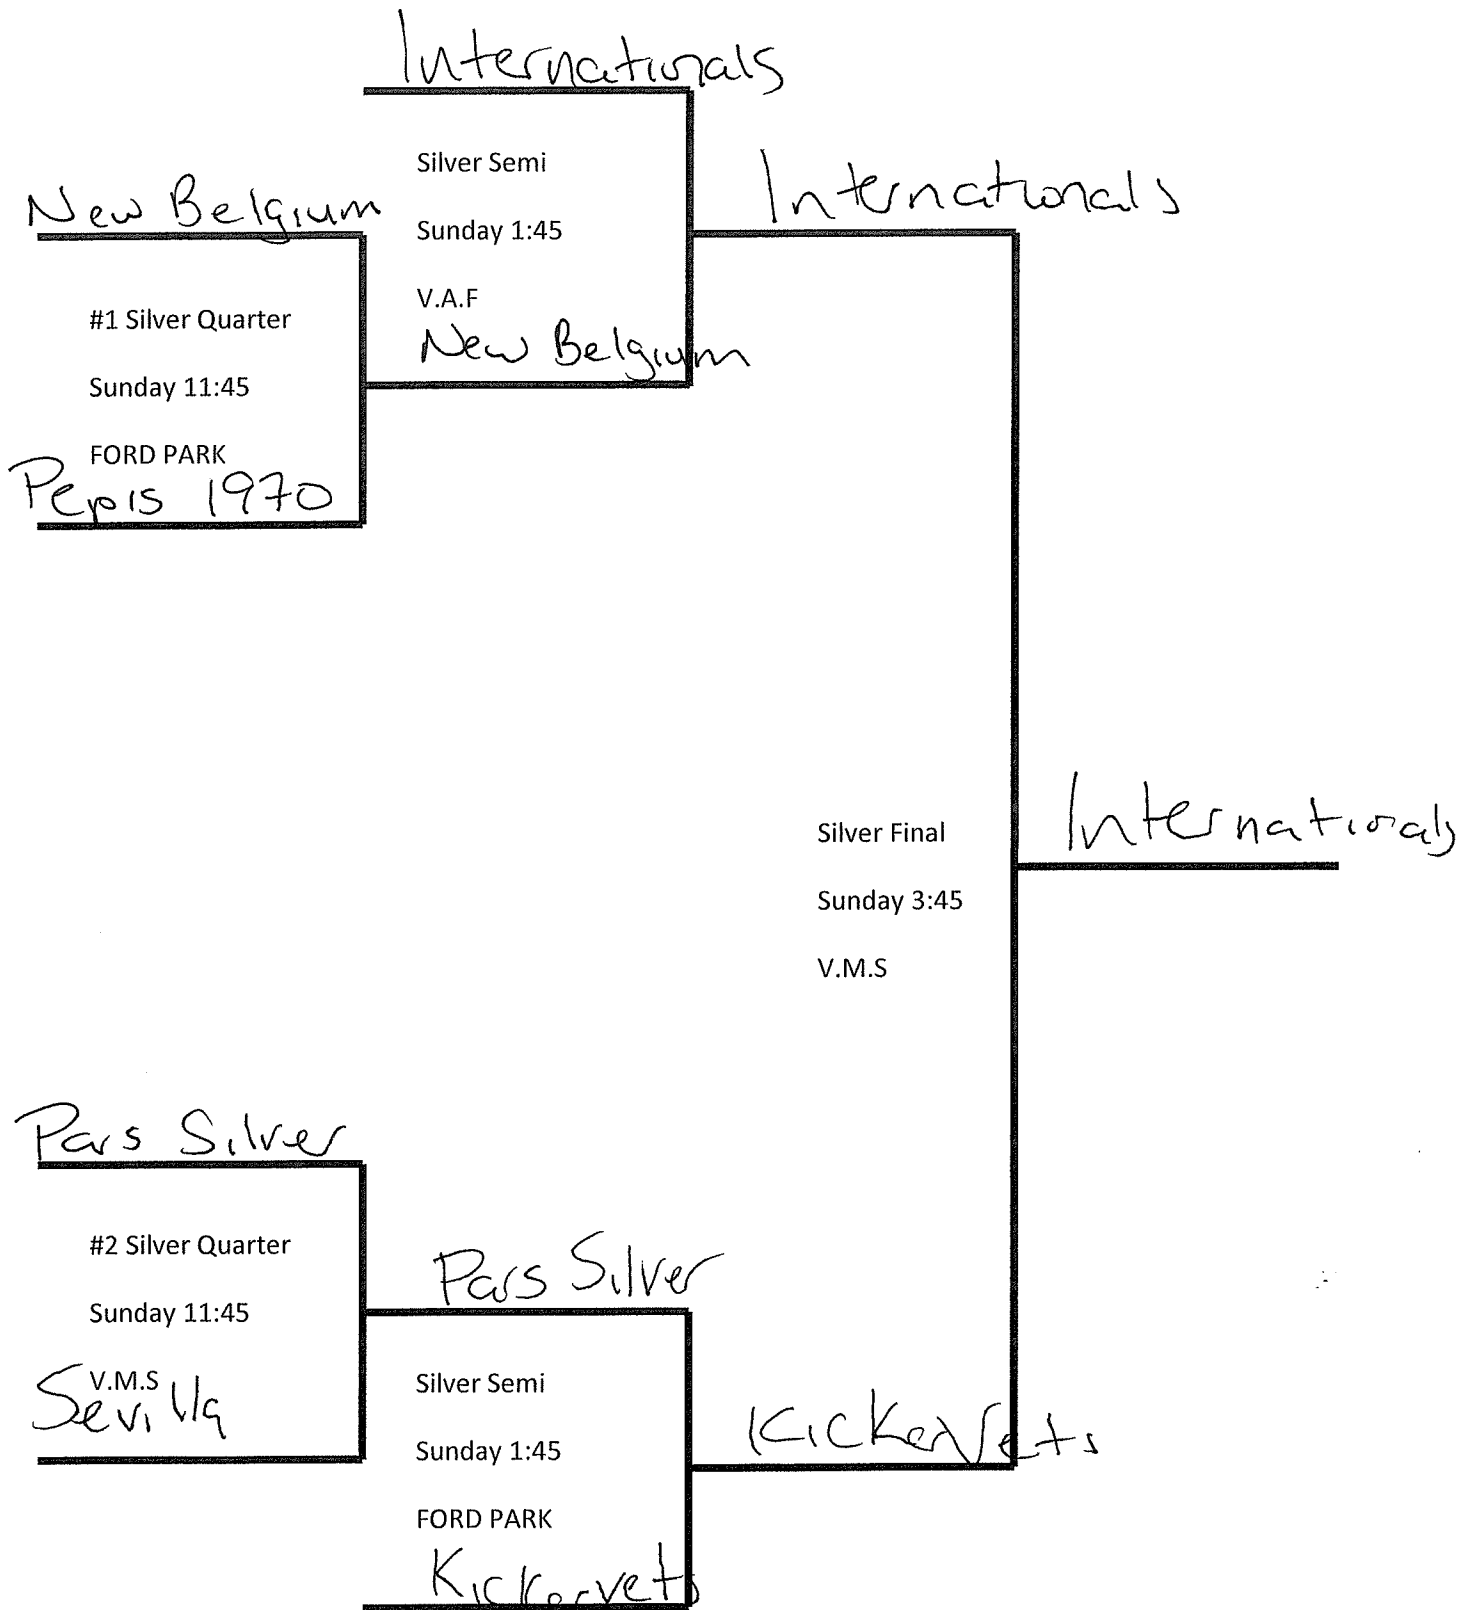 Internationals
Silver Semi
Internationals
New Belgium
Sunday 1:45
V.A.F
#1 Silver Quarter
New Belgium
Sunday 11:45
FORD PARK
Pepis 1970
Internationals
Silver Final
Sunday 3:45
V.M.S
Pars Silver
#2 Silver Quarter
Pars Silver
Sunday 11:45
V.M.S
Silver Semi
Sevilla
Kickervets
Sunday 1:45
FORD PARK
Kickervets